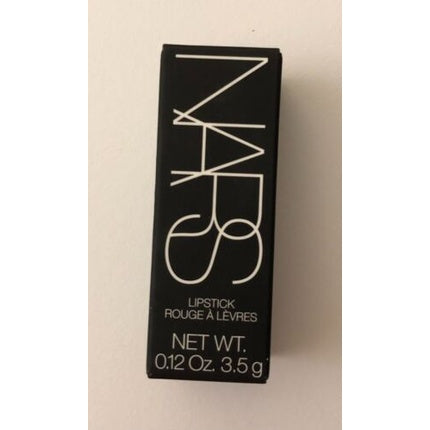 NARS
LIPSTICK
ROUGE À LÈVRES
NET WT.
0.12 Oz. 3.5 g